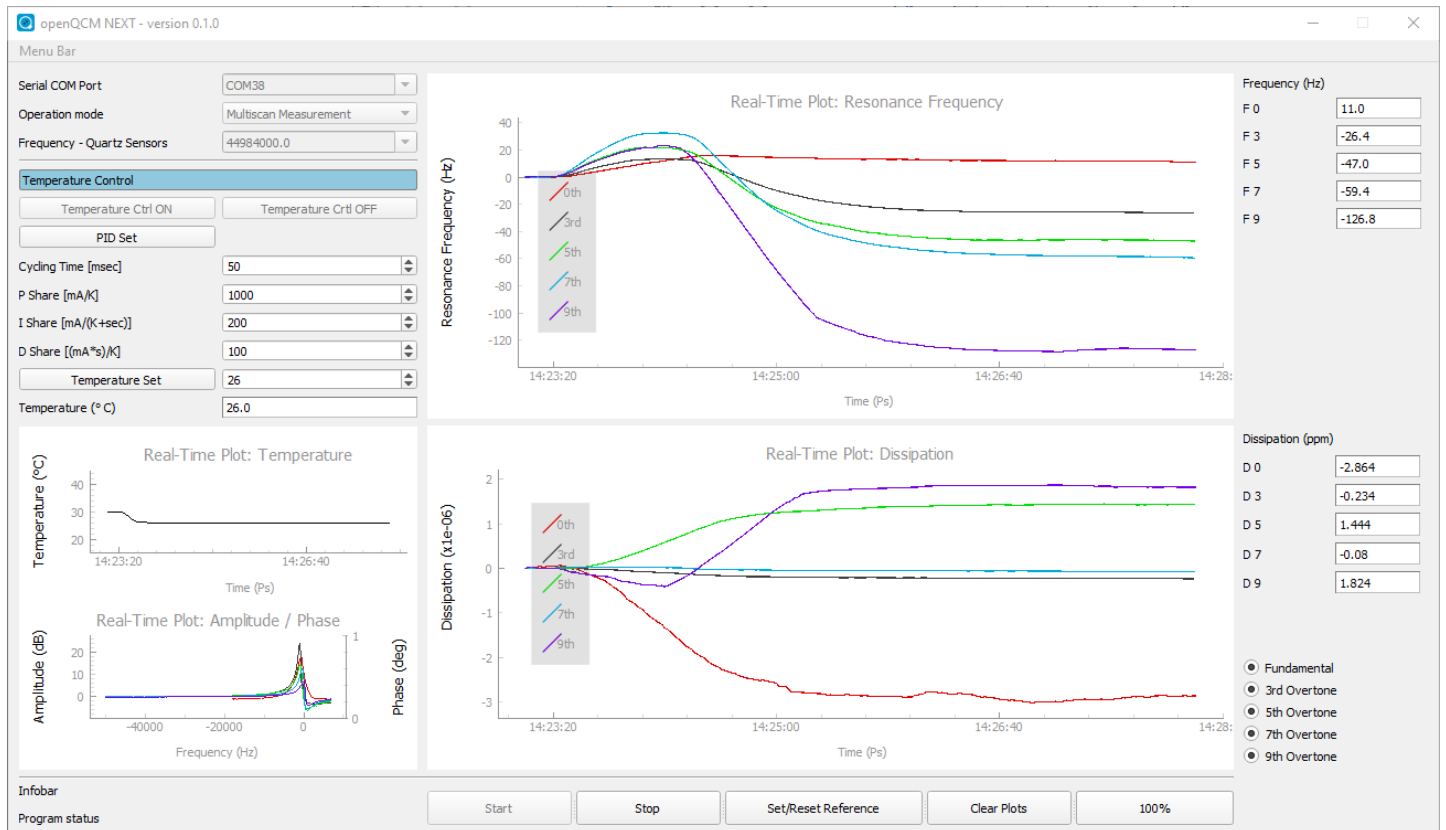 openQCM NEXT - version 0.1.0
Menu Bar
Serial COM Port COM38
Operation mode Multiscan Measurement
Frequency - Quartz Sensors 44984000.0
Temperature Control
Temperature Ctrl ON Temperature Crtl OFF
PID Set
Cycling Time [msec] 50
P Share [mA/K] 1000
I Share [mA/(K+sec)] 200
D Share [(mA*s)/K] 100
Temperature Set 26
Temperature (° C) 26.0
Real-Time Plot: Temperature
Temperature (°C)
40
30
20
14:23:20 14:26:40
Time (Ps)
Real-Time Plot: Amplitude / Phase
Amplitude (dB)
20
10
0
1
0
Phase (deg)
-40000 -20000 0
Frequency (Hz)
Real-Time Plot: Resonance Frequency
Resonance Frequency (Hz)
40
20
0
-20
-40
-60
-80
-100
-120
0th
3rd
5th
7th
9th
14:23:20 14:25:00 14:26:40 14:28:
Time (Ps)
Real-Time Plot: Dissipation
Dissipation (x1e-06)
2
1
0
-1
-2
-3
0th
3rd
5th
7th
9th
14:23:20 14:25:00 14:26:40 14:28:
Time (Ps)
Frequency (Hz)
F 0 11.0
F 3 -26.4
F 5 -47.0
F 7 -59.4
F 9 -126.8
Dissipation (ppm)
D 0 -2.864
D 3 -0.234
D 5 1.444
D 7 -0.08
D 9 1.824
Fundamental
3rd Overtone
5th Overtone
7th Overtone
9th Overtone
Infobar
Program status
Start Stop Set/Reset Reference Clear Plots 100%